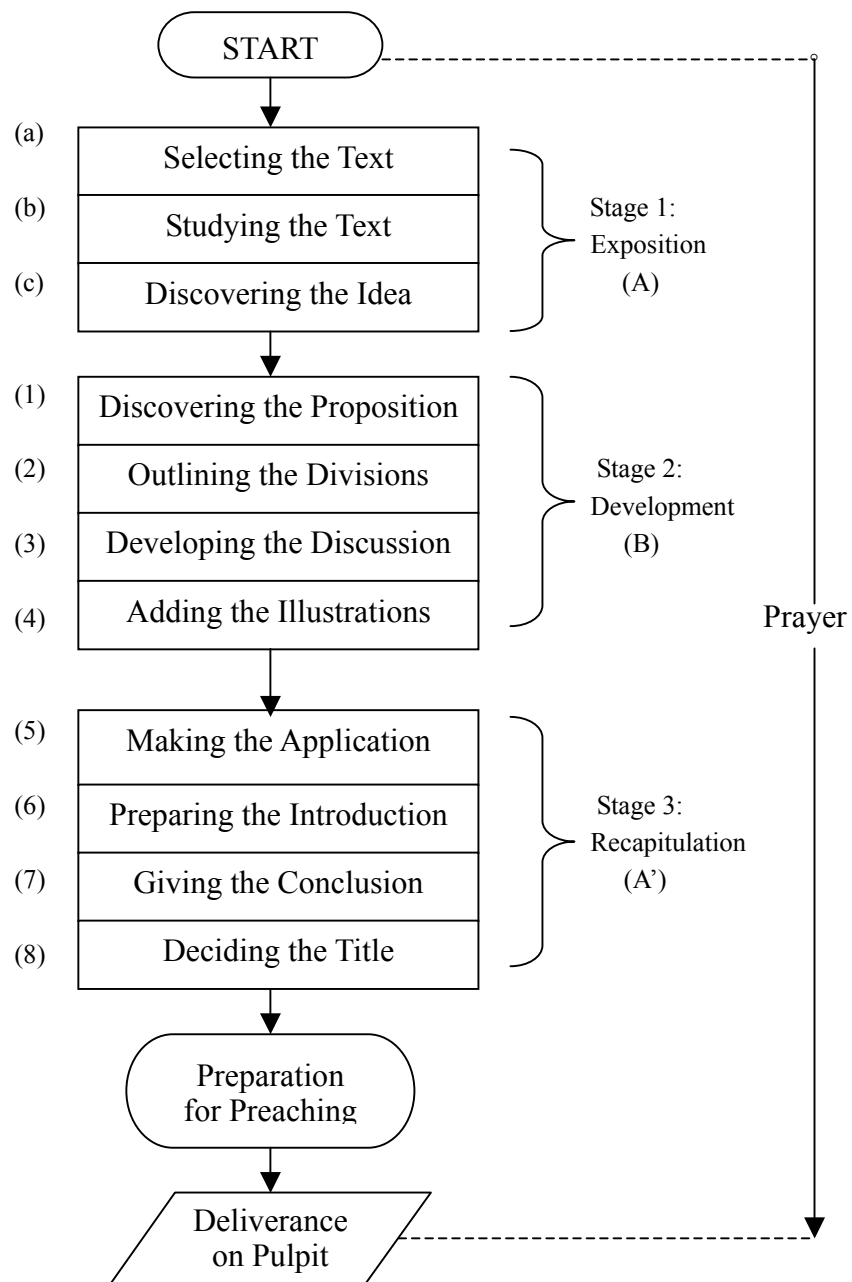 START
(a)
Selecting the Text
(b)
Studying the Text
(c)
Discovering the Idea
Stage 1:
Exposition
(A)
(1)
Discovering the Proposition
(2)
Outlining the Divisions
(3)
Developing the Discussion
(4)
Adding the Illustrations
Stage 2:
Development
(B)
Prayer
(5)
Making the Application
(6)
Preparing the Introduction
(7)
Giving the Conclusion
(8)
Deciding the Title
Stage 3:
Recapitulation
(A’)
Preparation
for Preaching
Deliverance
on Pulpit